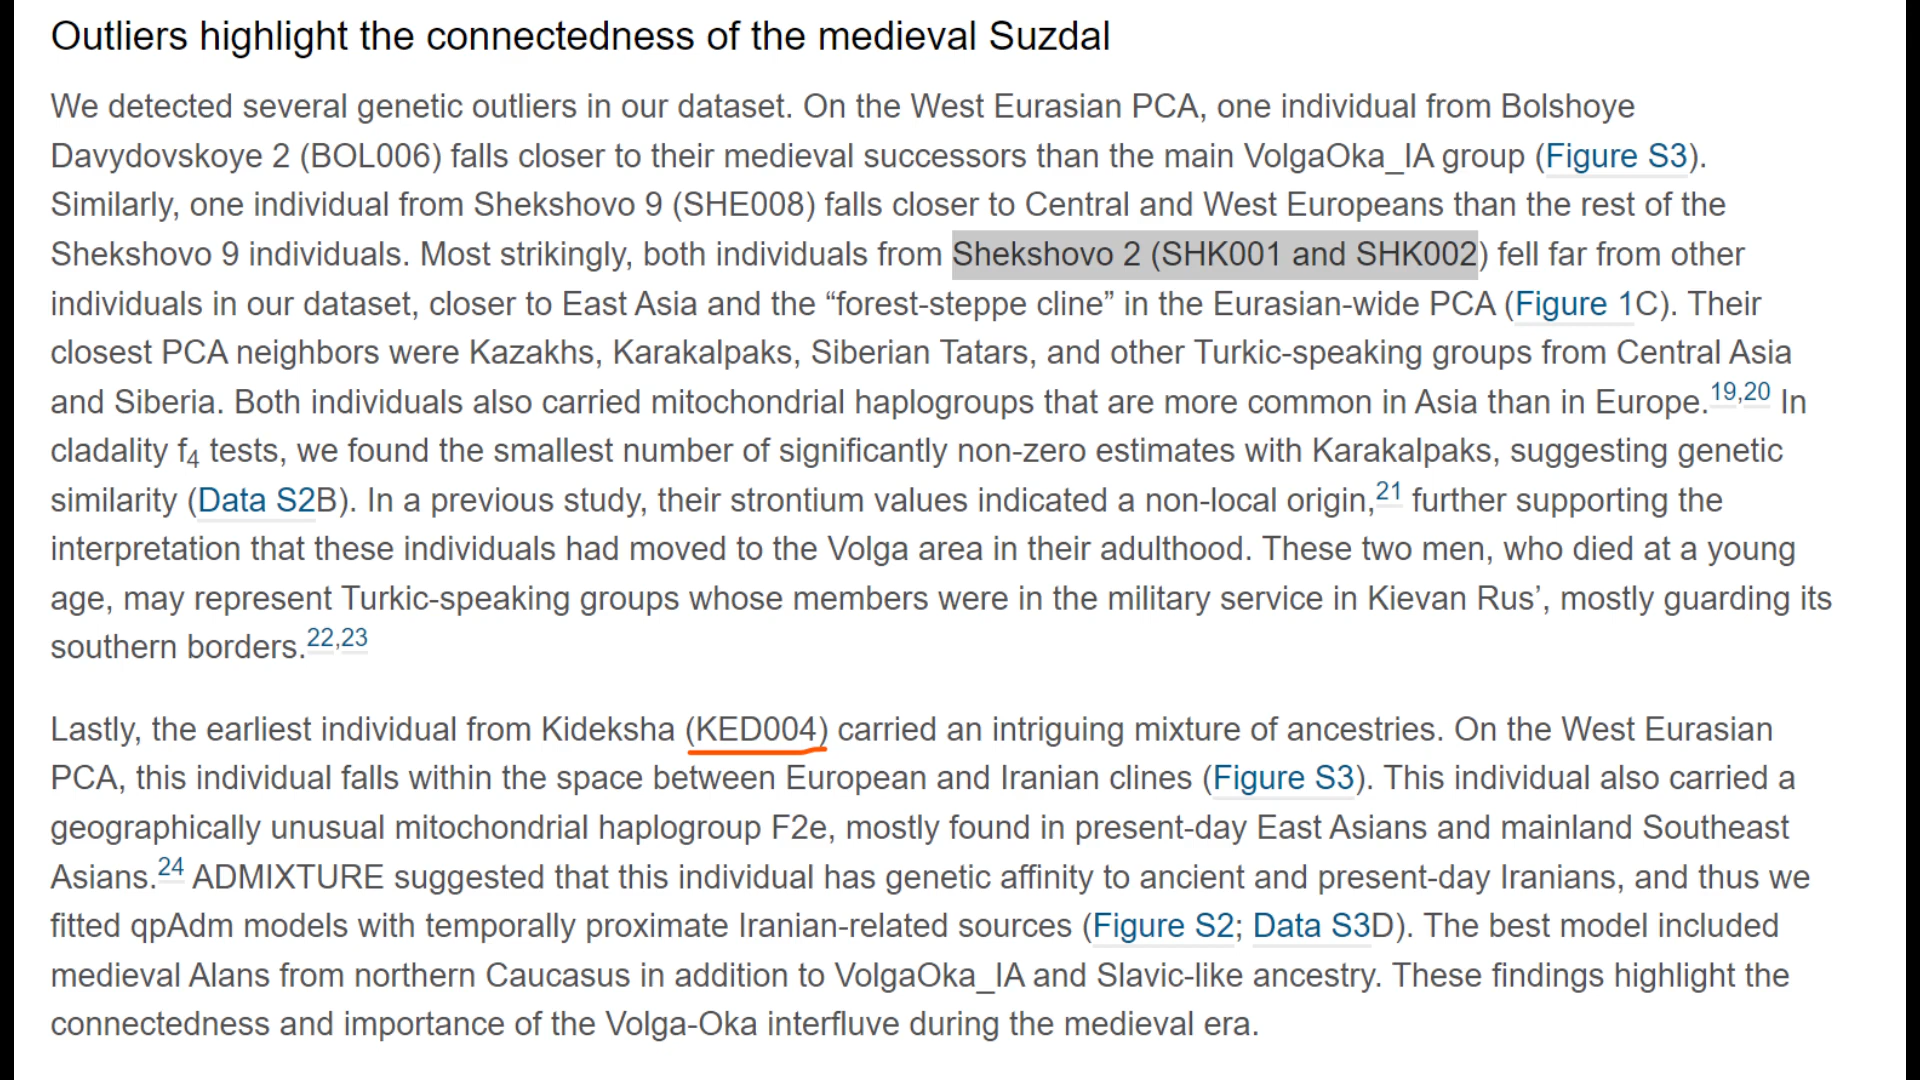 Outliers highlight the connectedness of the medieval Suzdal
We detected several genetic outliers in our dataset. On the West Eurasian PCA, one individual from Bolshoye
Davydovskoye 2 (BOL006) falls closer to their medieval successors than the main VolgaOka_IA group (Figure S3).
Similarly, one individual from Shekshovo 9 (SHE008) falls closer to Central and West Europeans than the rest of the
Shekshovo 9 individuals. Most strikingly, both individuals from Shekshovo 2 (SHK001 and SHK002) fell far from other
individuals in our dataset, closer to East Asia and the “forest-steppe cline” in the Eurasian-wide PCA (Figure 1C). Their
closest PCA neighbors were Kazakhs, Karakalpaks, Siberian Tatars, and other Turkic-speaking groups from Central Asia
and Siberia. Both individuals also carried mitochondrial haplogroups that are more common in Asia than in Europe.19,20 In
cladality f4 tests, we found the smallest number of significantly non-zero estimates with Karakalpaks, suggesting genetic
similarity (Data S2B). In a previous study, their strontium values indicated a non-local origin,21 further supporting the
interpretation that these individuals had moved to the Volga area in their adulthood. These two men, who died at a young
age, may represent Turkic-speaking groups whose members were in the military service in Kievan Rus’, mostly guarding its
southern borders.22,23
Lastly, the earliest individual from Kideksha (KED004) carried an intriguing mixture of ancestries. On the West Eurasian
PCA, this individual falls within the space between European and Iranian clines (Figure S3). This individual also carried a
geographically unusual mitochondrial haplogroup F2e, mostly found in present-day East Asians and mainland Southeast
Asians.24 ADMIXTURE suggested that this individual has genetic affinity to ancient and present-day Iranians, and thus we
fitted qpAdm models with temporally proximate Iranian-related sources (Figure S2; Data S3D). The best model included
medieval Alans from northern Caucasus in addition to VolgaOka_IA and Slavic-like ancestry. These findings highlight the
connectedness and importance of the Volga-Oka interfluve during the medieval era.